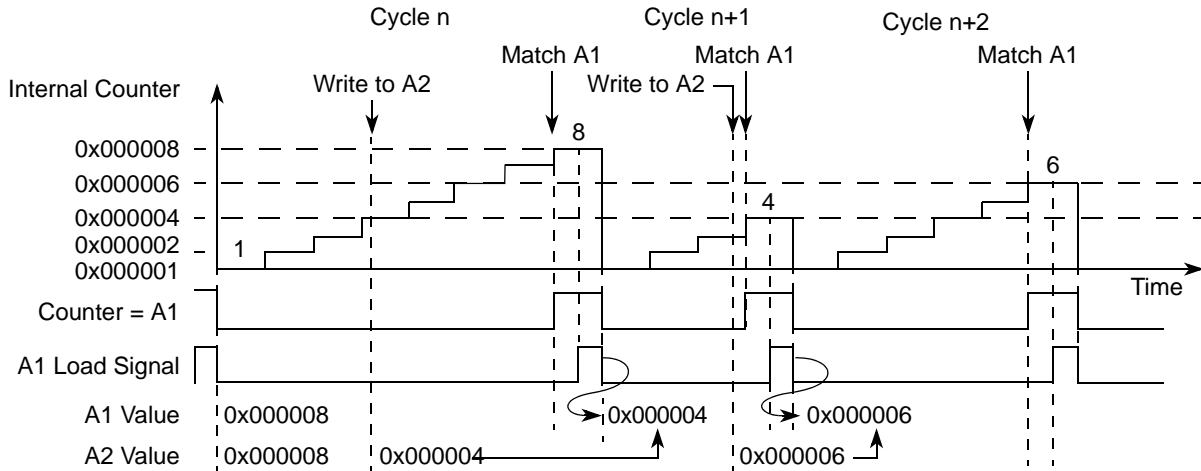 Cycle n
Cycle n+1
Cycle n+2
Match A1
Match A1
Match A1
Write to A2
Write to A2
Internal Counter
8
0x000008
6
0x000006
4
0x000004
0x000002
1
0x000001
Time
Counter = A1
A1 Load Signal
A1 Value 0x000008 0x000004 0x000006
A2 Value 0x000008 0x000004 0x000006